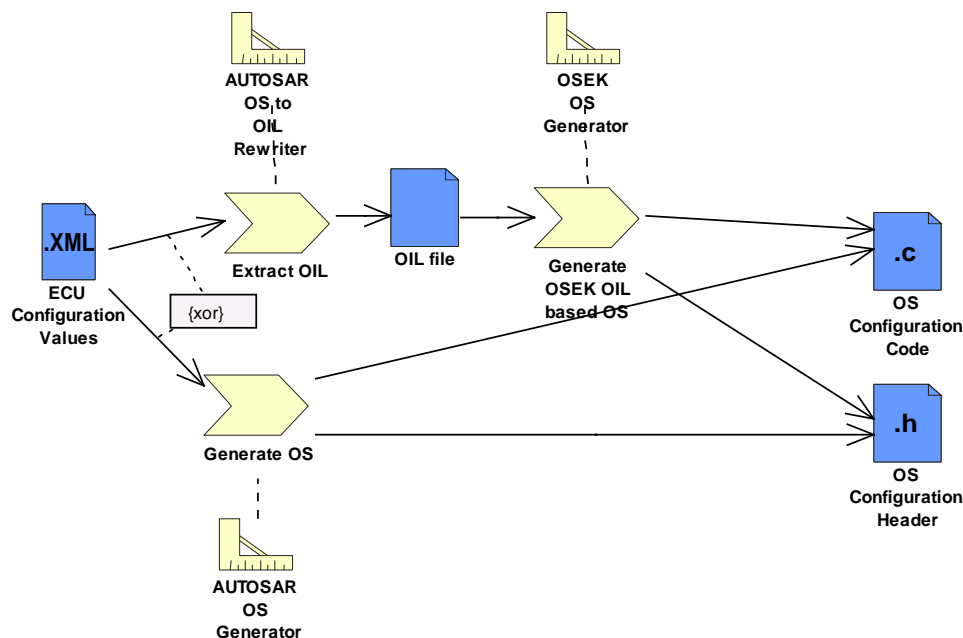 AUTOSAR
OS to
OIL
Rewriter
OSEK
OS
Generator
.XML
ECU
Configuration
Values
Extract OIL
OIL file
Generate
OSEK OIL
based OS
.c
OS
Configuration
Code
{xor}
Generate OS
.h
OS
Configuration
Header
AUTOSAR
OS
Generator